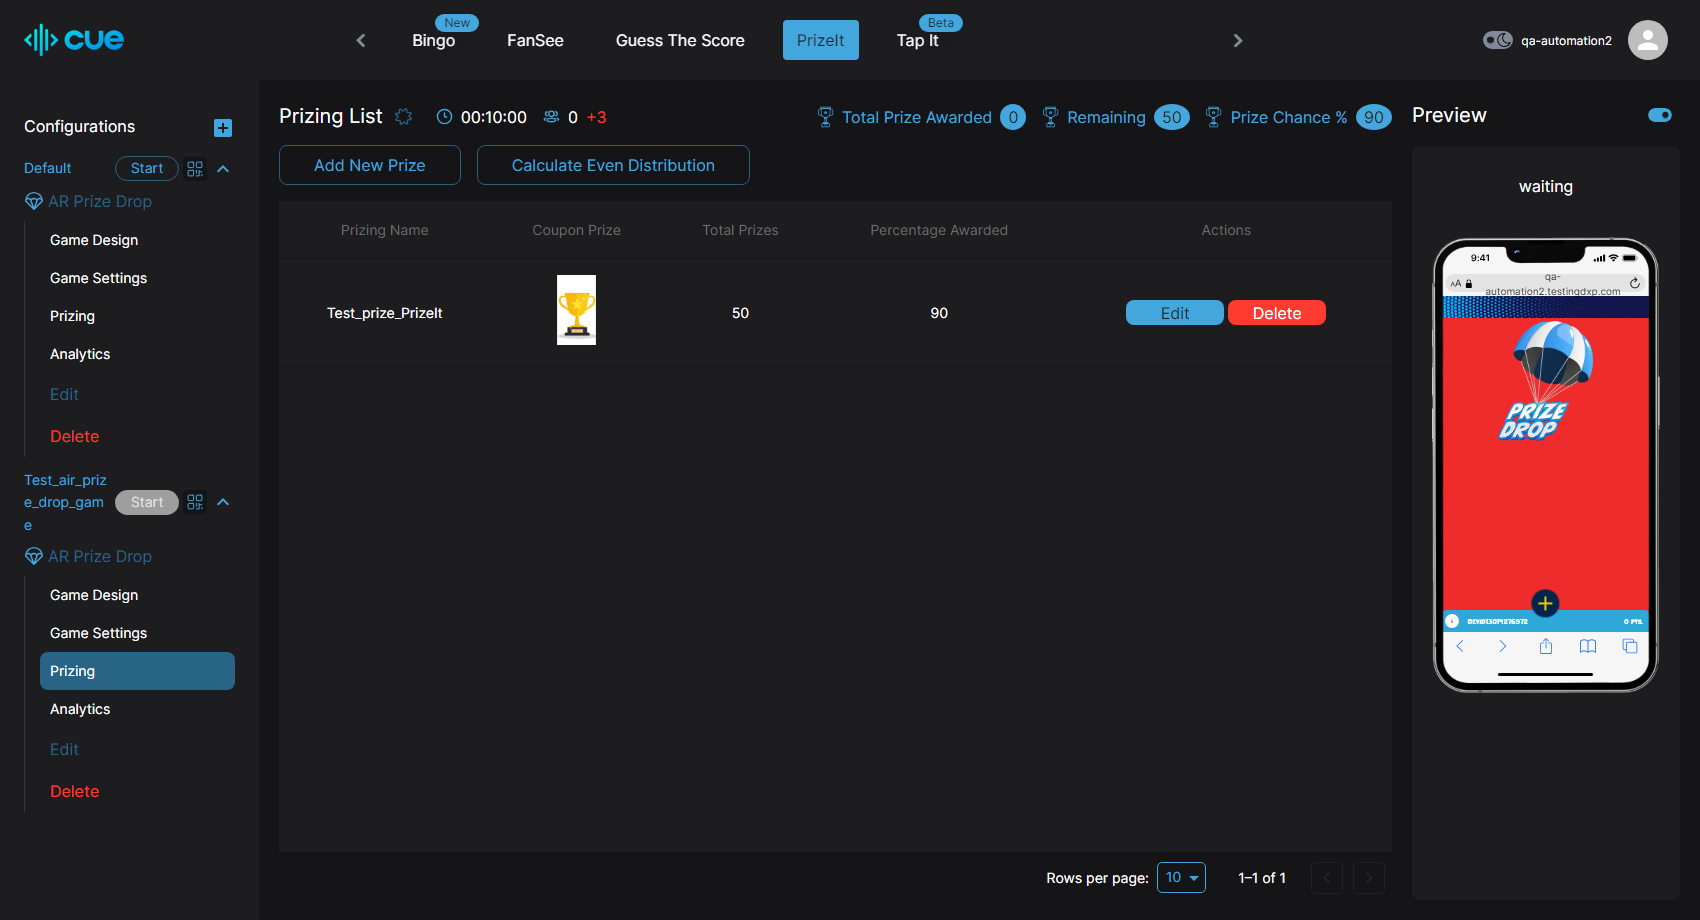 cue
New
Bingo
FanSee
Guess The Score
PrizeIt
Beta
Tap It
qa-automation2
Configurations
Default
Start
AR Prize Drop
Game Design
Game Settings
Prizing
Analytics
Edit
Delete
Test_air_priz
e_drop_gam
e
Start
AR Prize Drop
Game Design
Game Settings
Prizing
Analytics
Edit
Delete
Prizing List
00:10:00
0
+3
Total Prize Awarded 0
Remaining 50
Prize Chance % 90
Add New Prize
Calculate Even Distribution
Prizing Name
Coupon Prize
Total Prizes
Percentage Awarded
Actions
Test_prize_PrizeIt
50
90
Edit
Delete
Rows per page: 10
1–1 of 1
Preview
waiting
9:41
AA
qa-
automation2.testingdxp.com
PRIZE
DROP
0 PTS.